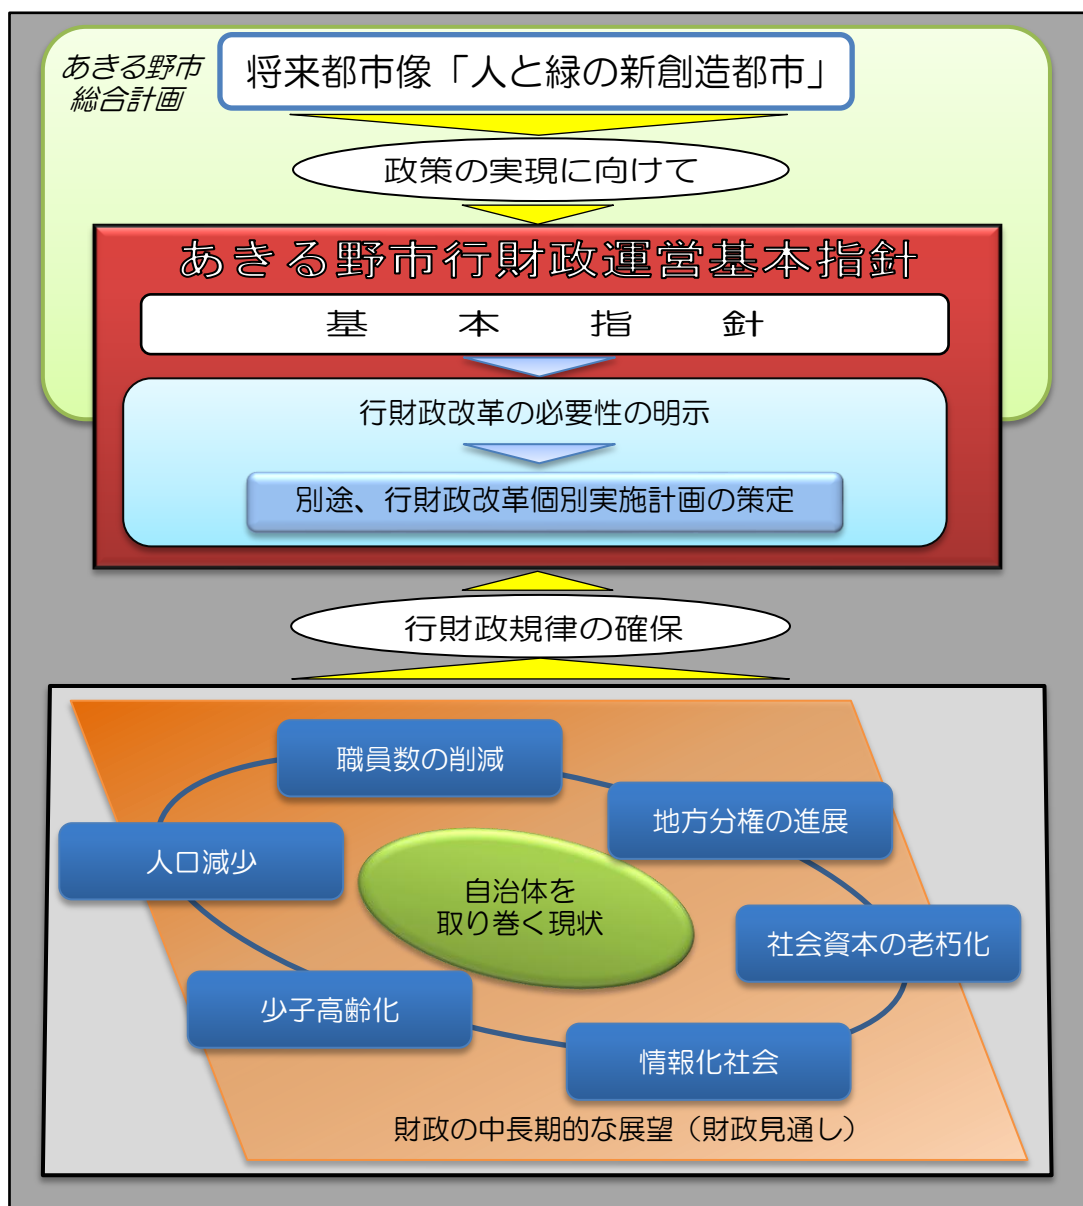 あきる野市
総合計画
将来都市像「人と緑の新創造都市」
政策の実現に向けて
あきる野市行財政運営基本指針
基本指針
行財政改革の必要性の明示
別途、行財政改革個別実施計画の策定
行財政規律の確保
職員数の削減
地方分権の進展
人口減少
自治体を
取り巻く現状
社会資本の老朽化
少子高齢化
情報化社会
財政の中長期的な展望（財政見通し）